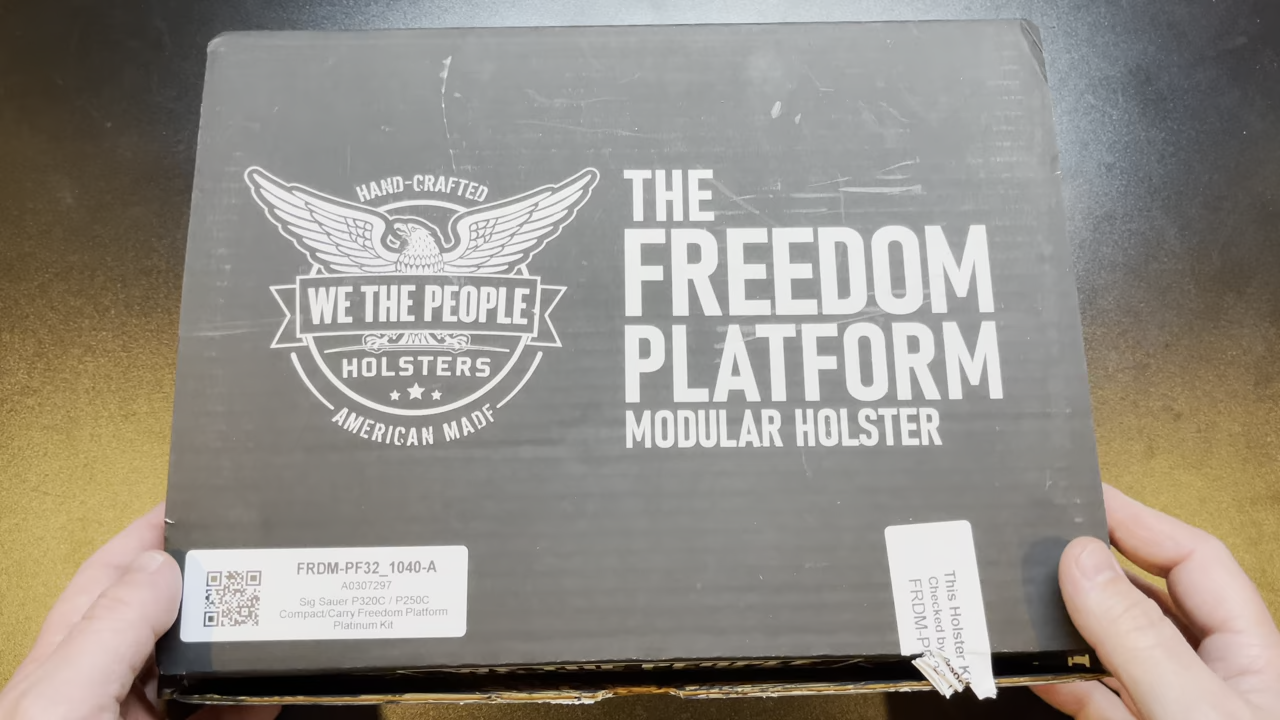 HAND-CRAFTED
WE THE PEOPLE
HOLSTERS
AMERICAN MADE
THE
FREEDOM
PLATFORM
MODULAR HOLSTER
FRDM-PF32_1040-A
A0307297
Sig Sauer P320C / P250C
Compact/Carry Freedom Platform
Platinum Kit
This Holster
Checked by